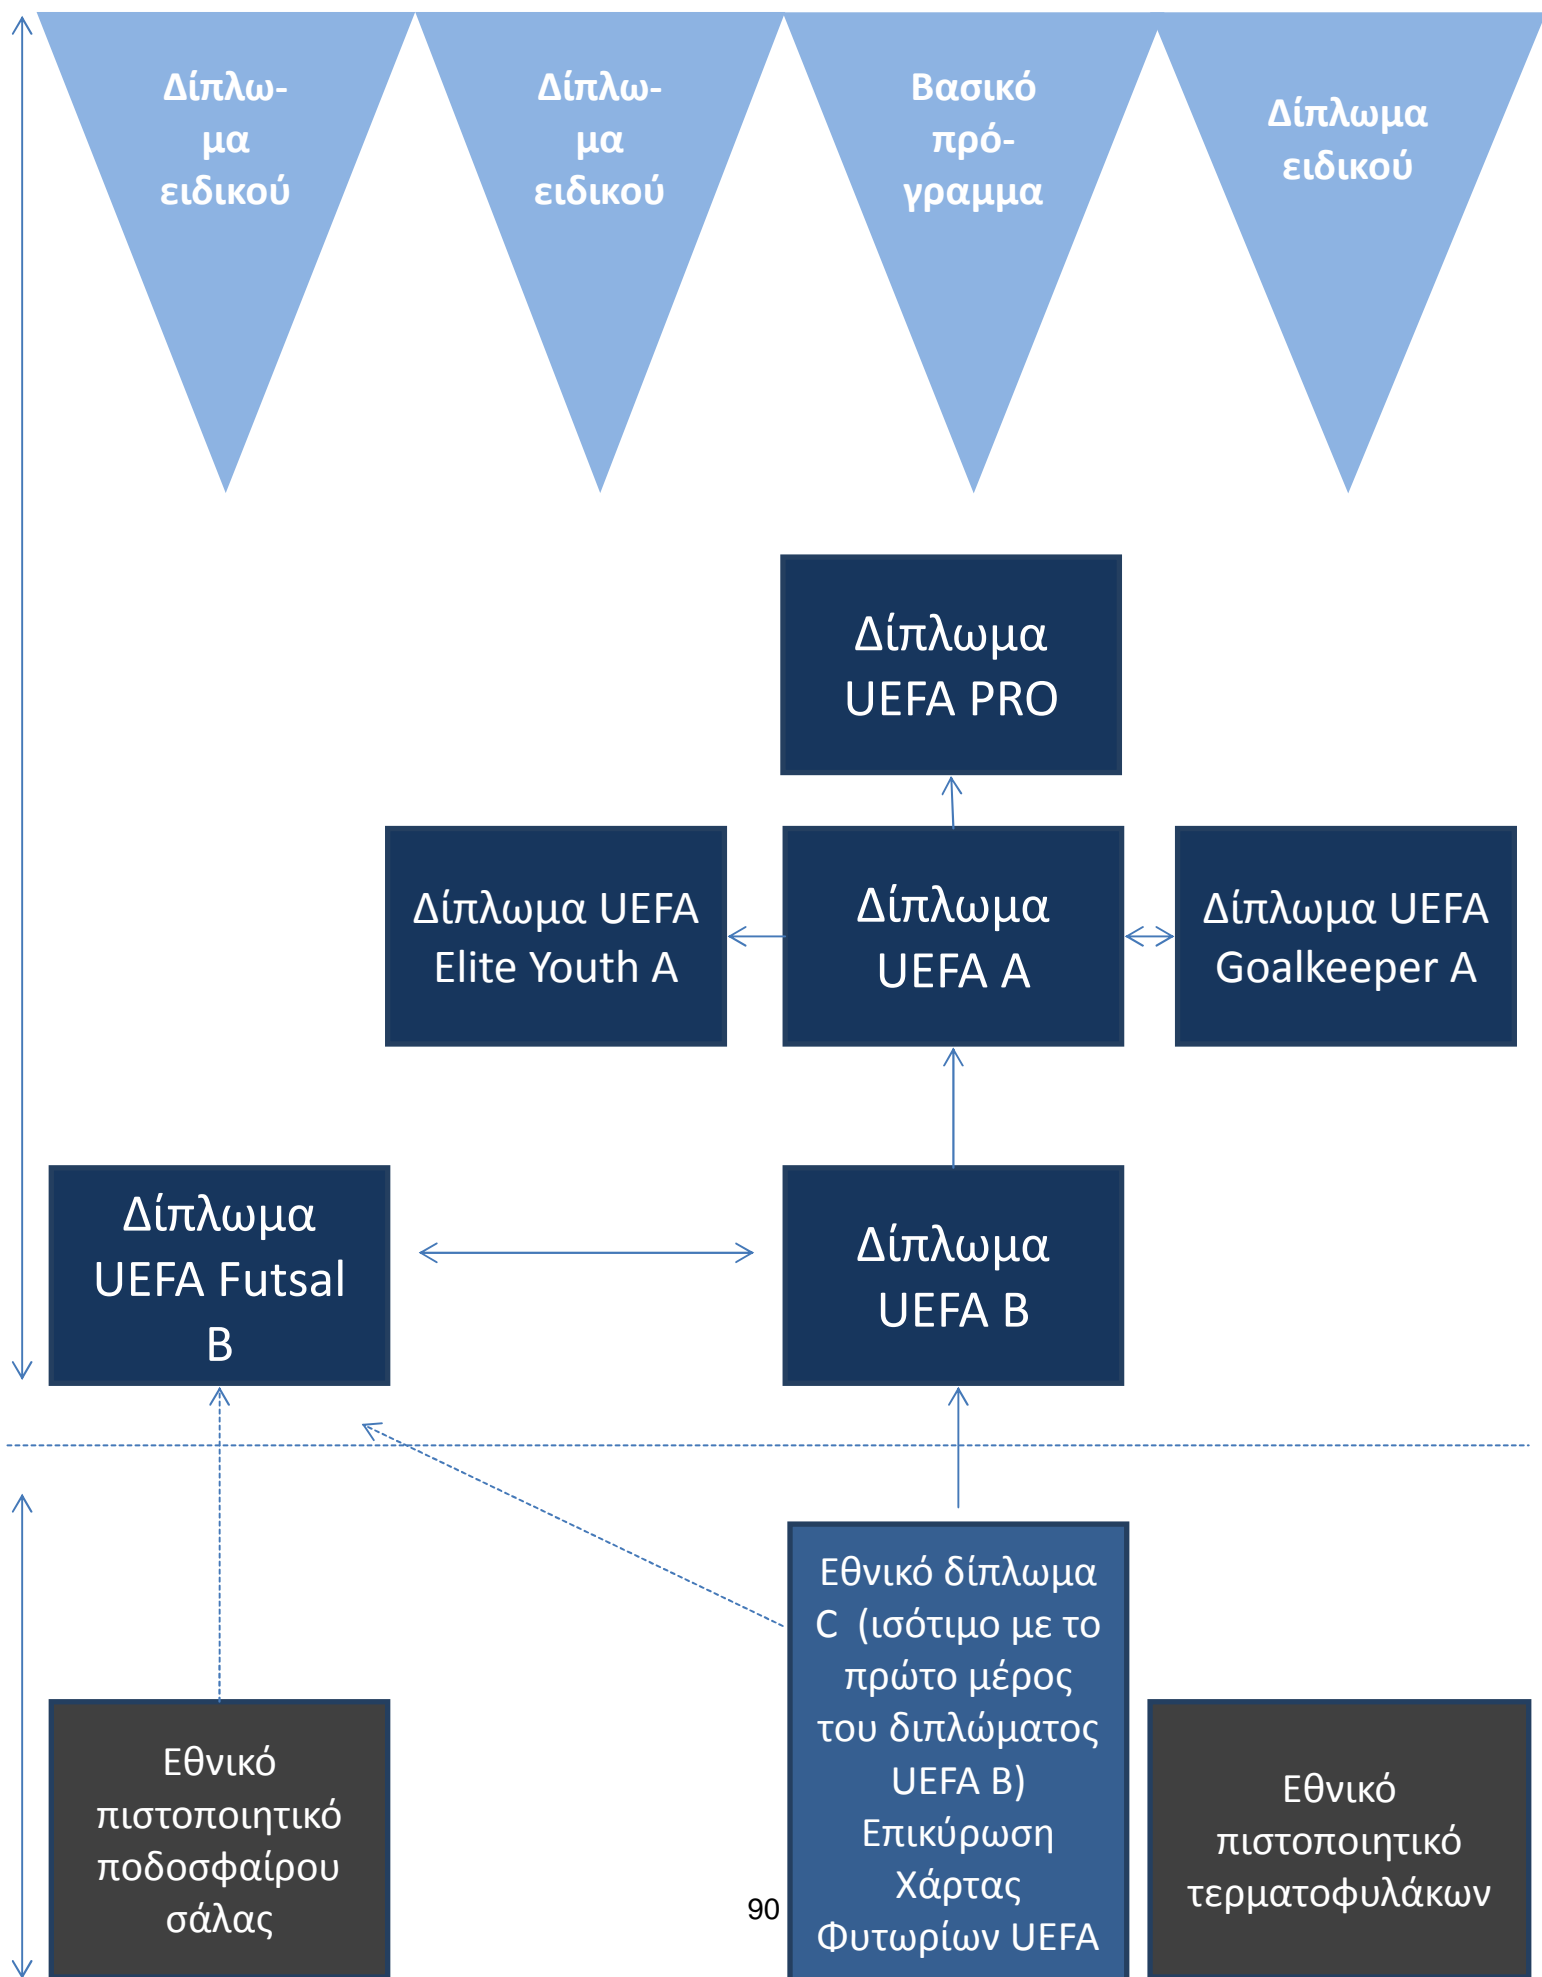 Δίπλω-
μα
ειδικού
Δίπλω-
μα
ειδικού
Βασικό
πρό-
γραμμα
Δίπλωμα
ειδικού
Δίπλωμα
UEFA PRO
Δίπλωμα UEFA
Elite Youth A
Δίπλωμα
UEFA A
Δίπλωμα UEFA
Goalkeeper A
Δίπλωμα
UEFA Futsal
B
Δίπλωμα
UEFA B
Εθνικό
πιστοποιητικό
ποδοσφαίρου
σάλας
Εθνικό δίπλωμα
C (ισότιμο με το
πρώτο μέρος
του διπλώματος
UEFA B)
Επικύρωση
Χάρτας
Φυτωρίων UEFA
Εθνικό
πιστοποιητικό
τερματοφυλάκων
90